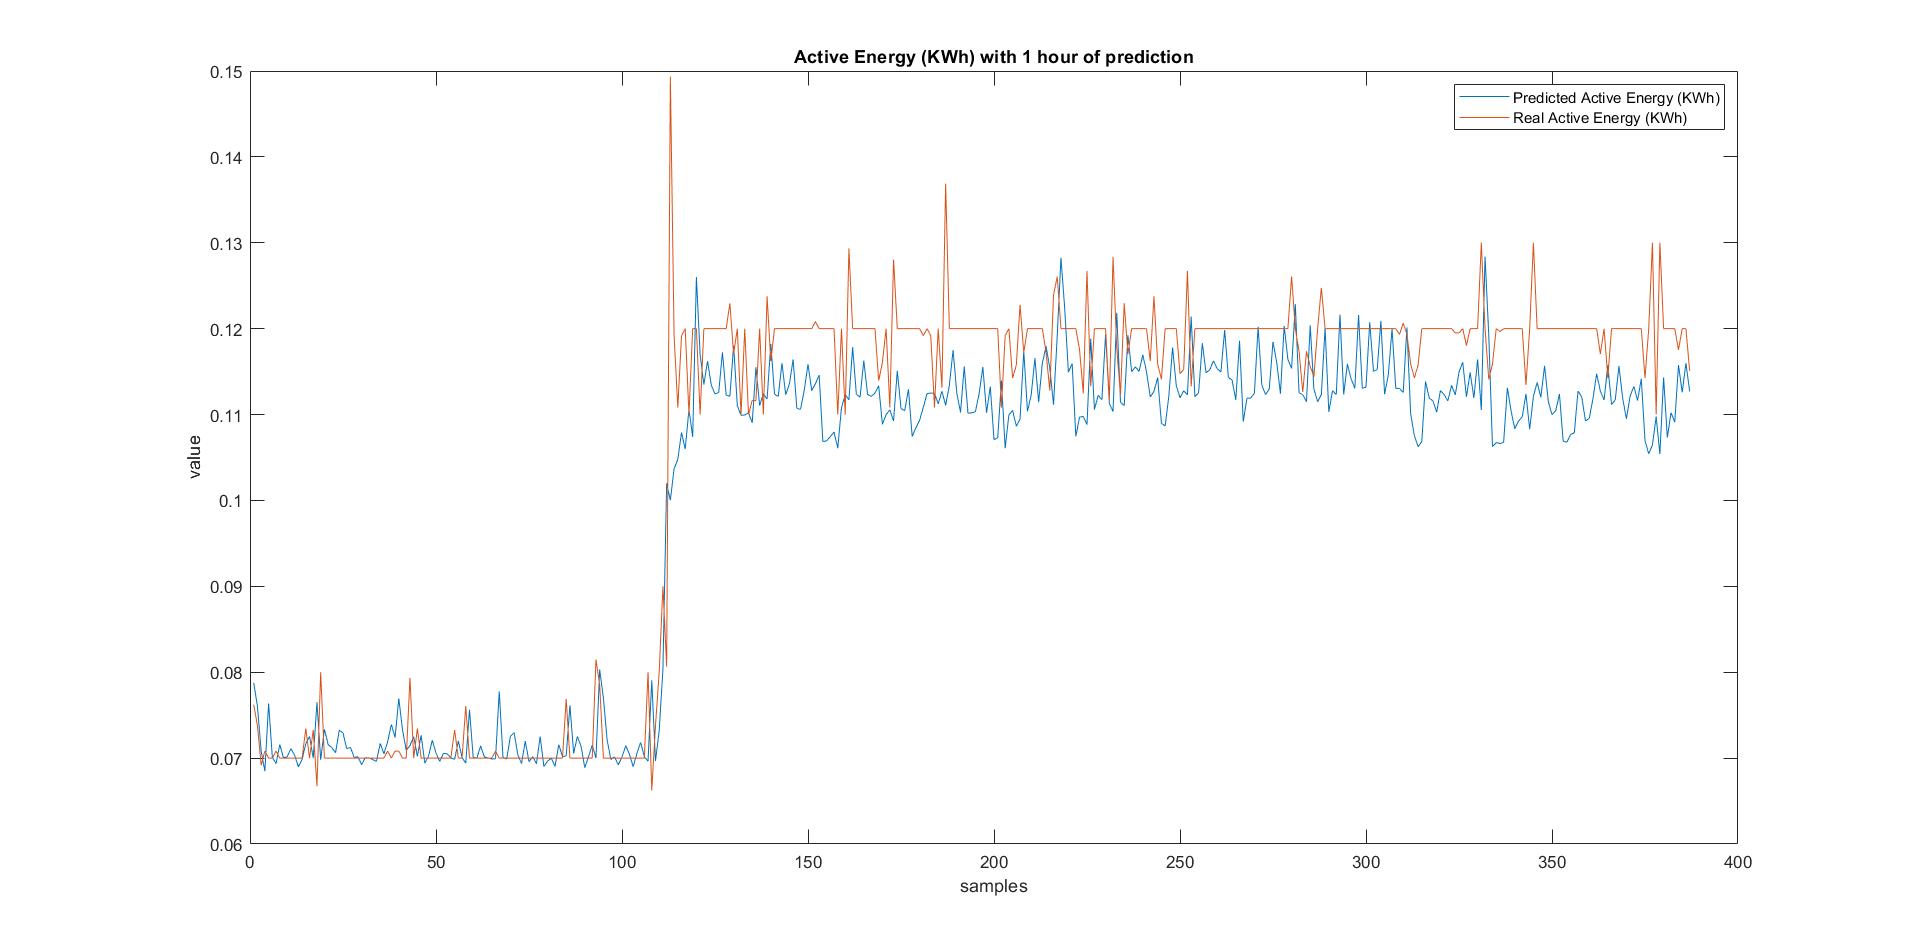 Active Energy (KWh) with 1 hour of prediction
Predicted Active Energy (KWh)
Real Active Energy (KWh)
0.15
0.14
0.13
0.12
0.11
0.1
0.09
0.08
0.07
0.06
value
0 50 100 150 200 250 300 350 400
samples